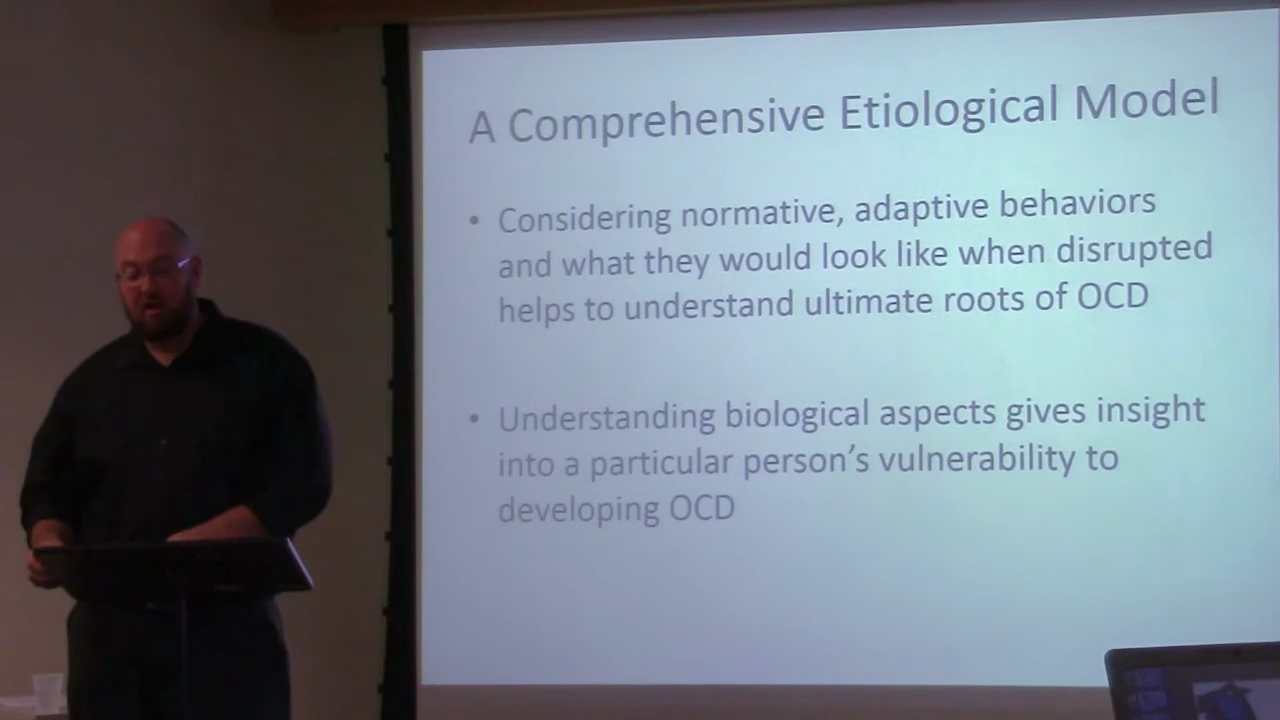 A Comprehensive Etiological Model
• Considering normative, adaptive behaviors
and what they would look like when disrupted
helps to understand ultimate roots of OCD
• Understanding biological aspects gives insight
into a particular person's vulnerability to
developing OCD